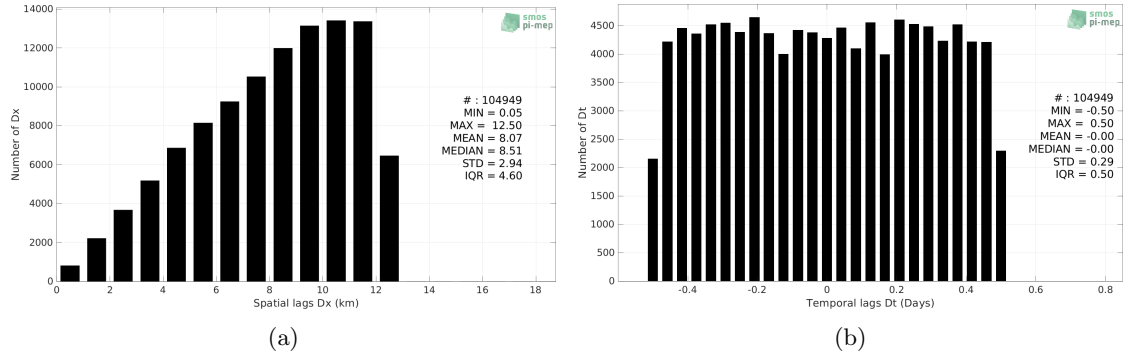 14000
12000
10000
8000
6000
4000
2000
0
Number of Dx
smos
pi-mep
# : 104949
MIN = 0.05
MAX = 12.50
MEAN = 8.07
MEDIAN = 8.51
STD = 2.94
IQR = 4.60
0 2 4 6 8 10 12 14 16 18
Spatial lags Dx (km)
(a)
4500
4000
3500
3000
2500
2000
1500
1000
500
0
Number of Dt
smos
pi-mep
# : 104949
MIN = -0.50
MAX = 0.50
MEAN = -0.00
MEDIAN = -0.00
STD = 0.29
IQR = 0.50
-0.4 -0.2 0 0.2 0.4 0.6 0.8
Temporal lags Dt (Days)
(b)